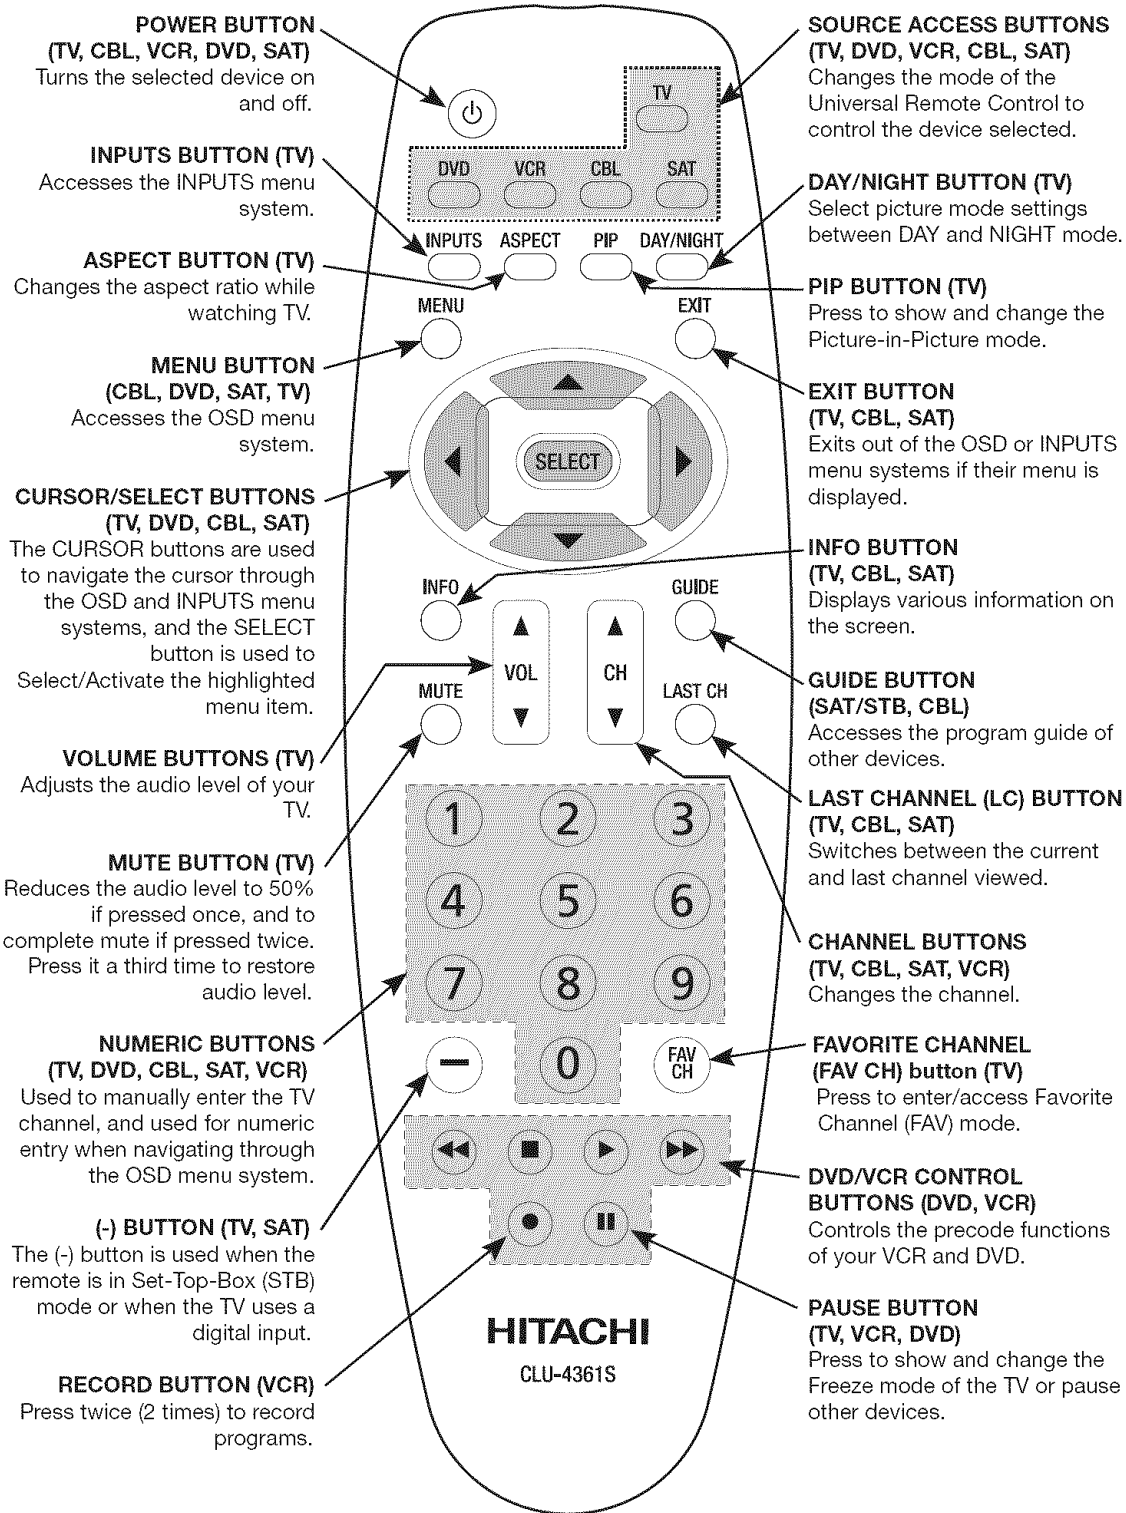 POWER BUTTON
(TV, CBL, VCR, DVD, SAT)
Turns the selected device on
and off.
INPUTS BUTTON (TV)
Accesses the INPUTS menu
system.
ASPECT BUTTON (TV)
Changes the aspect ratio while
watching TV.
MENU BUTTON
(CBL, DVD, SAT, TV)
Accesses the OSD menu
system.
CURSOR/SELECT BUTTONS
(TV, DVD, CBL, SAT)
The CURSOR buttons are used
to navigate the cursor through
the OSD and INPUTS menu
systems, and the SELECT
button is used to
Select/Activate the highlighted
menu item.
VOLUME BUTTONS (TV)
Adjusts the audio level of your
TV.
MUTE BUTTON (TV)
Reduces the audio level to 50%
if pressed once, and to
complete mute if pressed twice.
Press it a third time to restore
audio level.
NUMERIC BUTTONS
(TV, DVD, CBL, SAT, VCR)
Used to manually enter the TV
channel, and used for numeric
entry when navigating through
the OSD menu system.
(-) BUTTON (TV, SAT)
The (-) button is used when the
remote is in Set-Top-Box (STB)
mode or when the TV uses a
digital input.
RECORD BUTTON (VCR)
Press twice (2 times) to record
programs.
TV
DVD VCR CBL SAT
INPUTS ASPECT PIP DAY/NIGHT
MENU EXIT
SELECT
INFO GUIDE
VOL CH
MUTE LAST CH
1 2 3
4 5 6
7 8 9
0
FAV
CH
HITACHI
CLU-4361S
SOURCE ACCESS BUTTONS
(TV, DVD, VCR, CBL, SAT)
Changes the mode of the
Universal Remote Control to
control the device selected.
DAY/NIGHT BUTTON (TV)
Select picture mode settings
between DAY and NIGHT mode.
PIP BUTTON (TV)
Press to show and change the
Picture-in-Picture mode.
EXIT BUTTON
(TV, CBL, SAT)
Exits out of the OSD or INPUTS
menu systems if their menu is
displayed.
INFO BUTTON
(TV, CBL, SAT)
Displays various information on
the screen.
GUIDE BUTTON
(SAT/STB, CBL)
Accesses the program guide of
other devices.
LAST CHANNEL (LC) BUTTON
(TV, CBL, SAT)
Switches between the current
and last channel viewed.
CHANNEL BUTTONS
(TV, CBL, SAT, VCR)
Changes the channel.
FAVORITE CHANNEL
(FAV CH) button (TV)
Press to enter/access Favorite
Channel (FAV) mode.
DVD/VCR CONTROL
BUTTONS (DVD, VCR)
Controls the precode functions
of your VCR and DVD.
PAUSE BUTTON
(TV, VCR, DVD)
Press to show and change the
Freeze mode of the TV or pause
other devices.